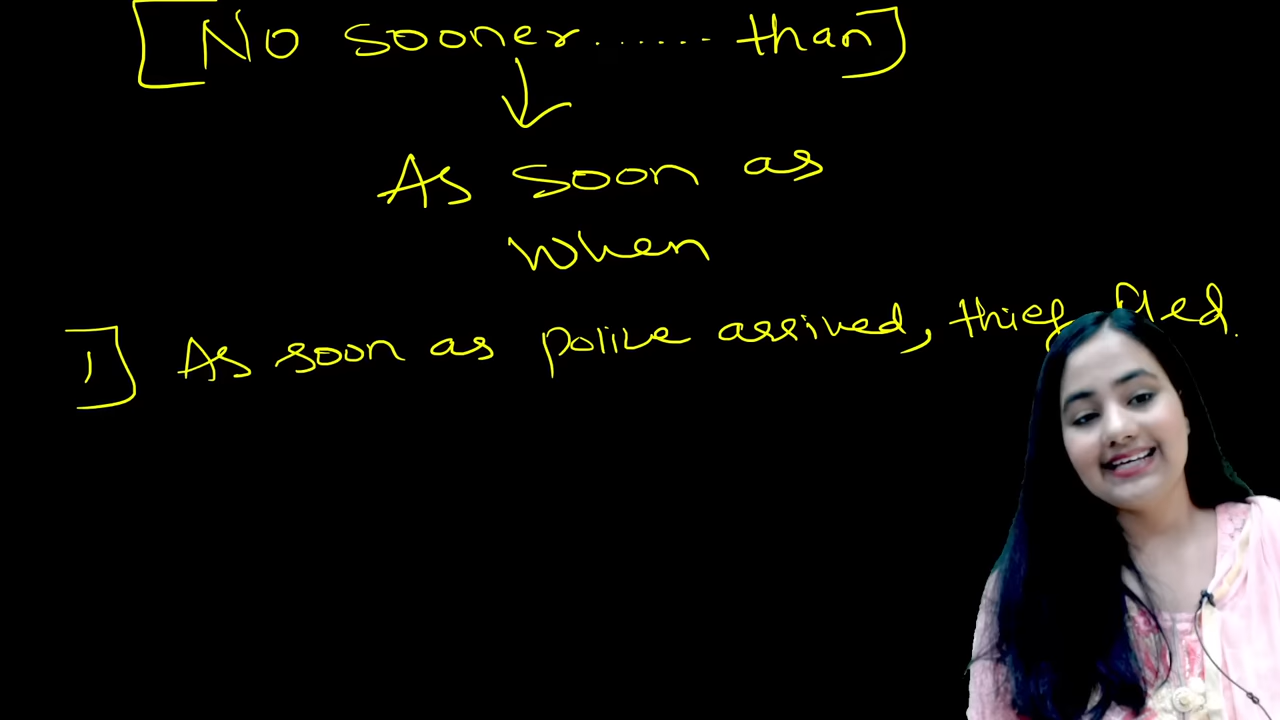 [No sooner...... than]
As soon as
When
1] As soon as police arrived, thief fled.